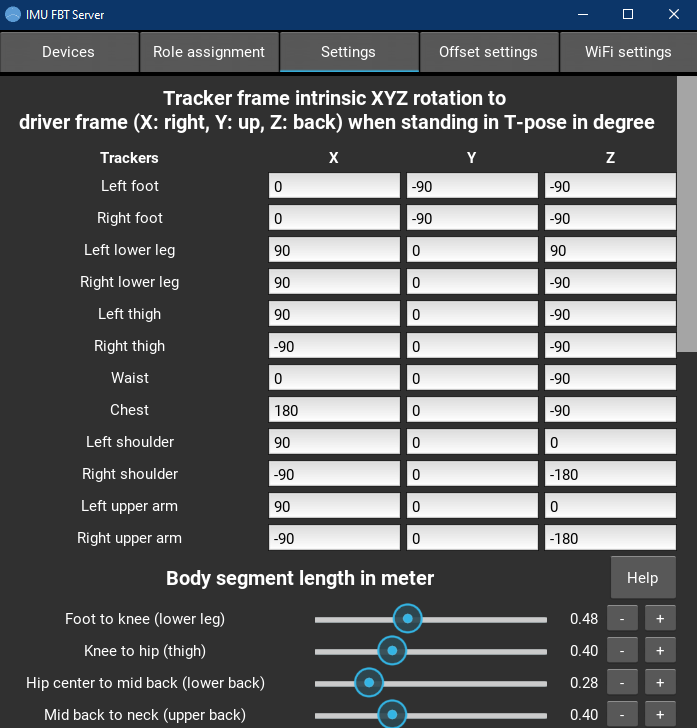 IMU FBT Server
Devices Role assignment Settings Offset settings WiFi settings
Tracker frame intrinsic XYZ rotation to
driver frame (X: right, Y: up, Z: back) when standing in T-pose in degree
Trackers X Y Z
Left foot 0 -90 -90
Right foot 0 -90 -90
Left lower leg 90 0 90
Right lower leg 90 0 -90
Left thigh 90 0 -90
Right thigh -90 0 -90
Waist 0 0 -90
Chest 180 0 -90
Left shoulder 90 0 0
Right shoulder -90 0 -180
Left upper arm 90 0 0
Right upper arm -90 0 -180
Body segment length in meter Help
Foot to knee (lower leg) 0.48 - +
Knee to hip (thigh) 0.40 - +
Hip center to mid back (lower back) 0.28 - +
Mid back to neck (upper back) 0.40 - +